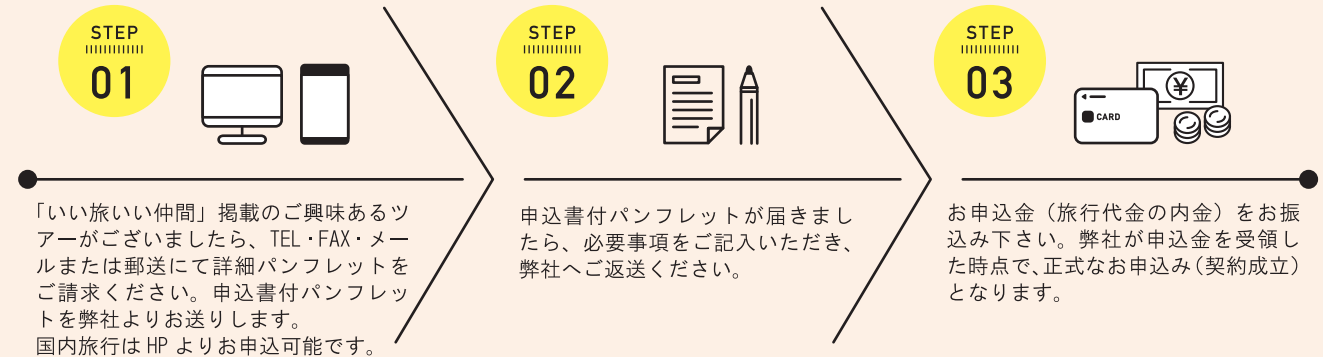 STEP
01
「いい旅いい仲間」掲載のご興味あるツ
アーがございましたら、TEL・FAX・メー
ルまたは郵送にて詳細パンフレットを
ご請求ください。申込書付パンフレッ
トを弊社よりお送りします。
国内旅行は HP よりお申込可能です。
STEP
02
申込書付パンフレットが届きまし
たら、必要事項をご記入いただき、
弊社へご返送ください。
STEP
03
¥
CARD
お申込金（旅行代金の内金）をお振
込み下さい。弊社が申込金を受領し
た時点で、正式なお申込み（契約成立）
となります。